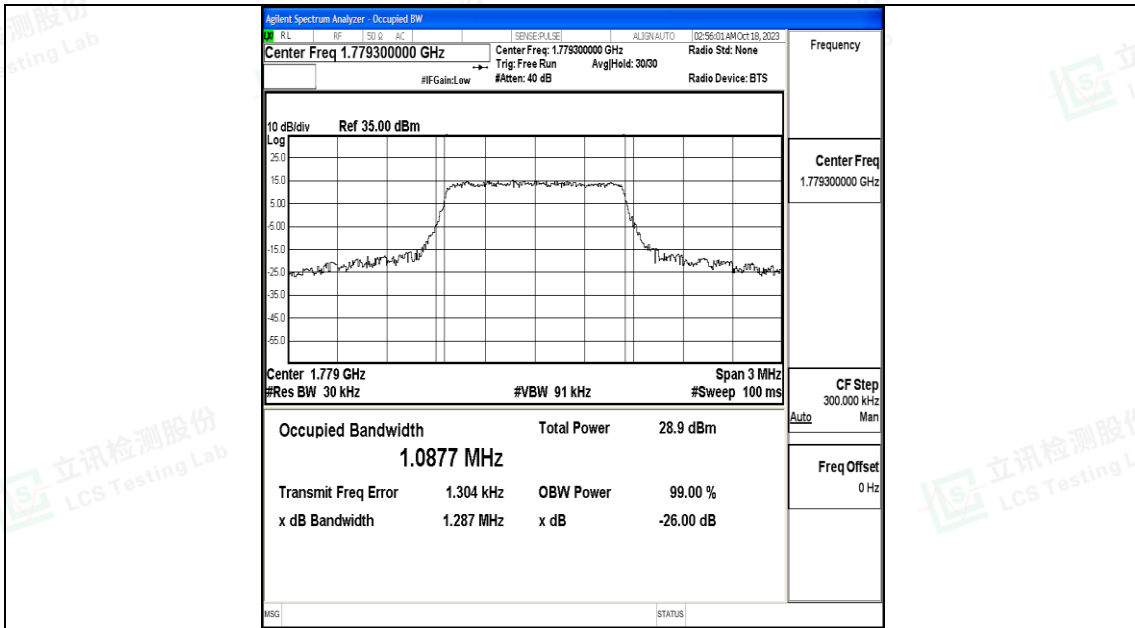 Agilent Spectrum Analyzer - Occupied BW
RL RF 50 Ω AC SENSE:PULSE ALIGN AUTO 02:56:01 AM Oct 18, 2023
Center Freq 1.779300000 GHz
Center Freq: 1.779300000 GHz Radio Std: None
Trig: Free Run Avg|Hold: 30/30
#IFGain:Low #Atten: 40 dB Radio Device: BTS
Frequency
10 dB/div Ref 35.00 dBm
Log
25.0
15.0
5.00
-5.00
-15.0
-25.0
-35.0
-45.0
-55.0
Center 1.779 GHz Span 3 MHz
#Res BW 30 kHz #VBW 91 kHz #Sweep 100 ms
Center Freq
1.779300000 GHz
CF Step
300.000 kHz
Auto Man
Freq Offset
0 Hz
Occupied Bandwidth Total Power 28.9 dBm
1.0877 MHz
Transmit Freq Error 1.304 kHz OBW Power 99.00 %
x dB Bandwidth 1.287 MHz x dB -26.00 dB
MSG STATUS
测股份
sting Lab
立讯检测股份
LCS Testing Lab
立讯检测股份
LCS Testing L